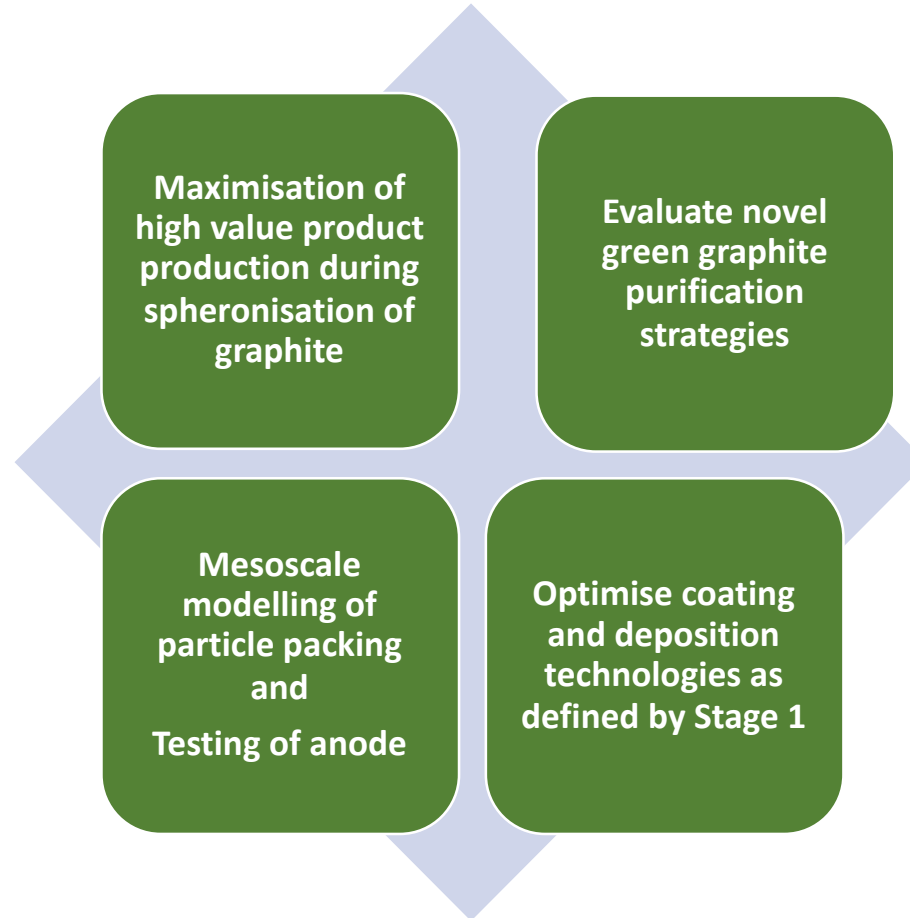 Maximisation of
high value product
production during
spheronisation of
graphite
Evaluate novel
green graphite
purification
strategies
Mesoscale
modelling of
particle packing
and
Testing of anode
Optimise coating
and deposition
technologies as
defined by Stage 1